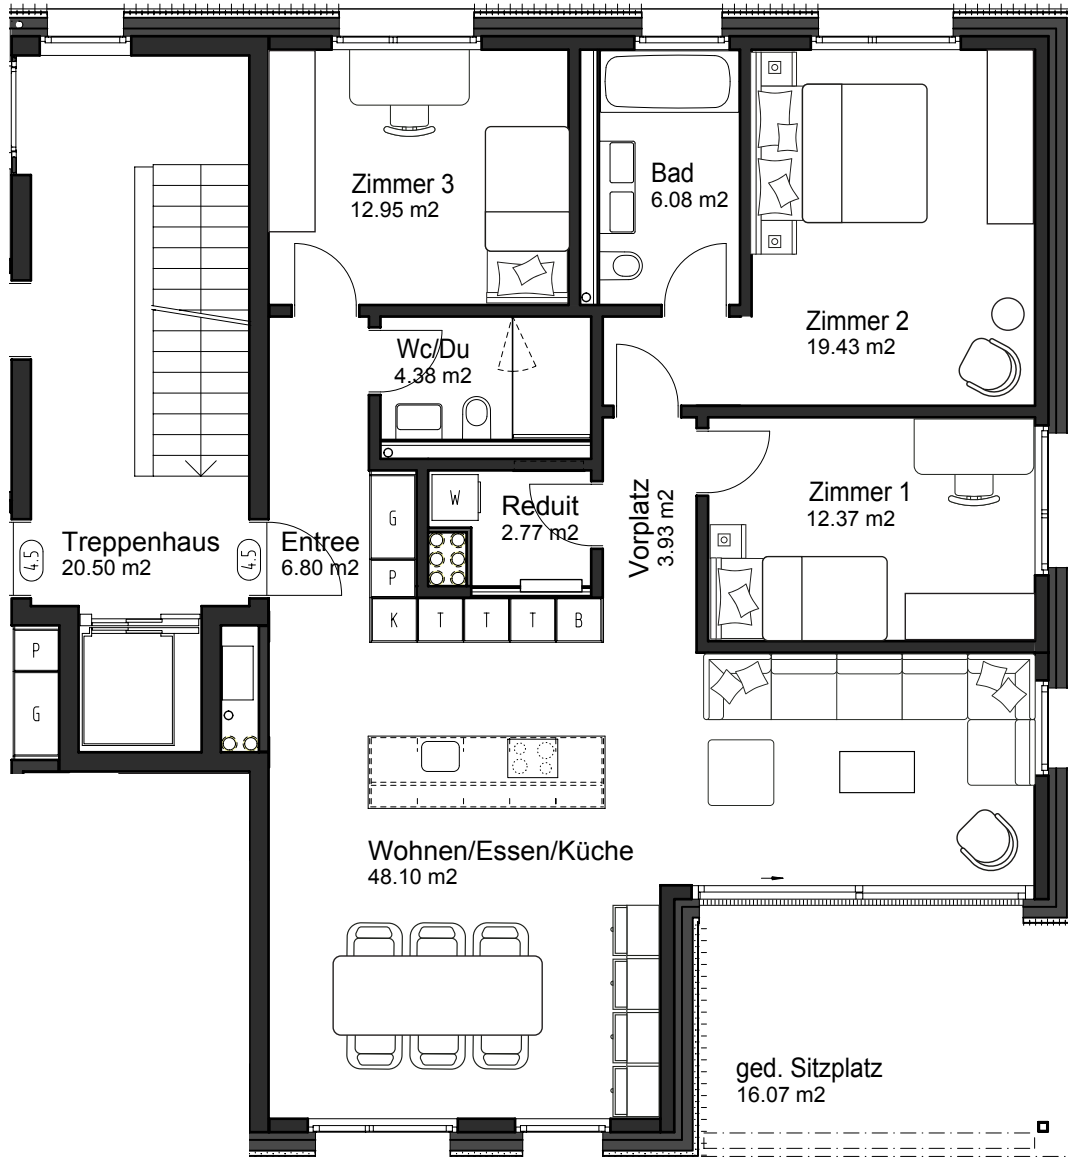 Zimmer 3
12.95 m2
Bad
6.08 m2
Zimmer 2
19.43 m2
Wc/Du
4.38 m2
Zimmer 1
12.37 m2
W
Reduit
2.77 m2
Vorplatz
3.93 m2
G
P
Treppenhaus
20.50 m2
4.5
4.5
Entree
6.80 m2
K
T
T
T
B
P
G
Wohnen/Essen/Küche
48.10 m2
ged. Sitzplatz
16.07 m2